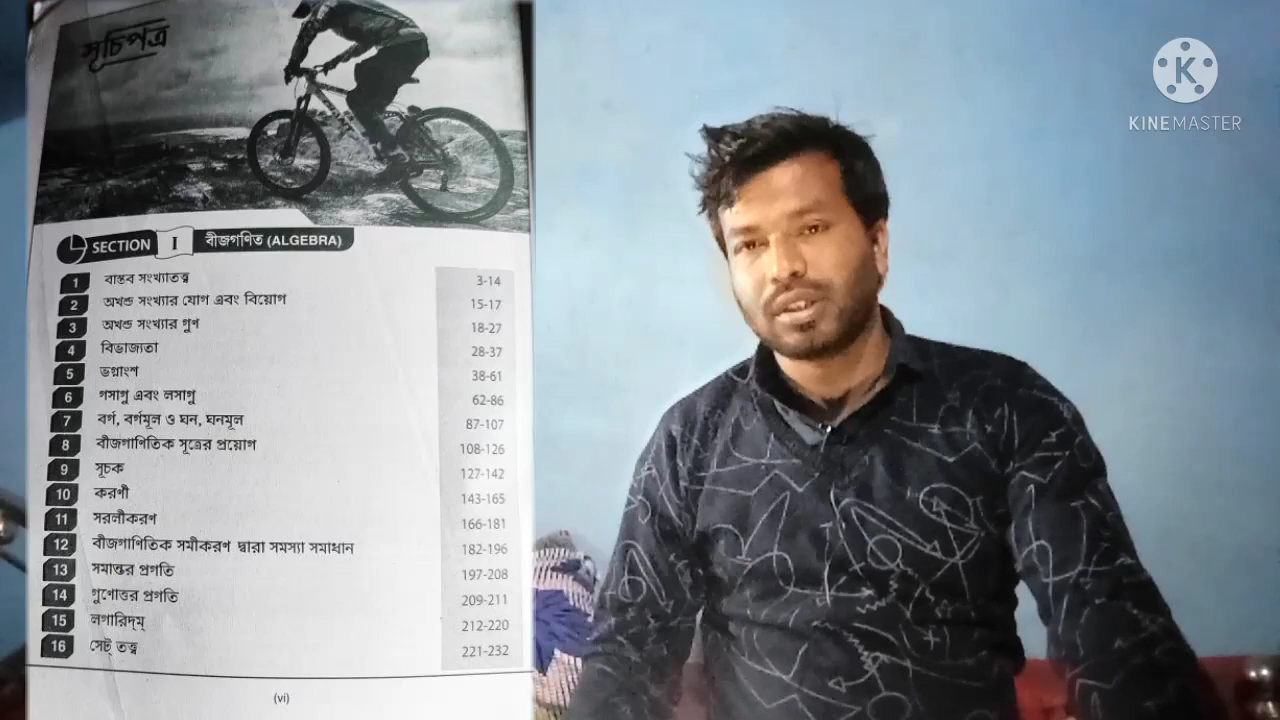 সূচিপত্র
SECTION I বীজগণিত (ALGEBRA)
1 বাস্তব সংখ্যাতত্ত্ব 3-14
2 অখন্ড সংখ্যার যোগ এবং বিয়োগ 15-17
3 অখন্ড সংখ্যার গুণ 18-27
4 বিভাজ্যতা 28-37
5 ভগ্নাংশ 38-61
6 গসাগু এবং লসাগু 62-86
7 বর্গ, বর্গমূল ও ঘন, ঘনমূল 87-107
8 বীজগাণিতিক সূত্রের প্রয়োগ 108-126
9 সূচক 127-142
10 করণী 143-165
11 সরলীকরণ 166-181
12 বীজগাণিতিক সমীকরণ দ্বারা সমস্যা সমাধান 182-196
13 সমান্তর প্রগতি 197-208
14 গুণোত্তর প্রগতি 209-211
15 লগারিদ্‌ম্ 212-220
16 সেট্ তত্ত্ব 221-232
(vi)
K
KINEMASTER